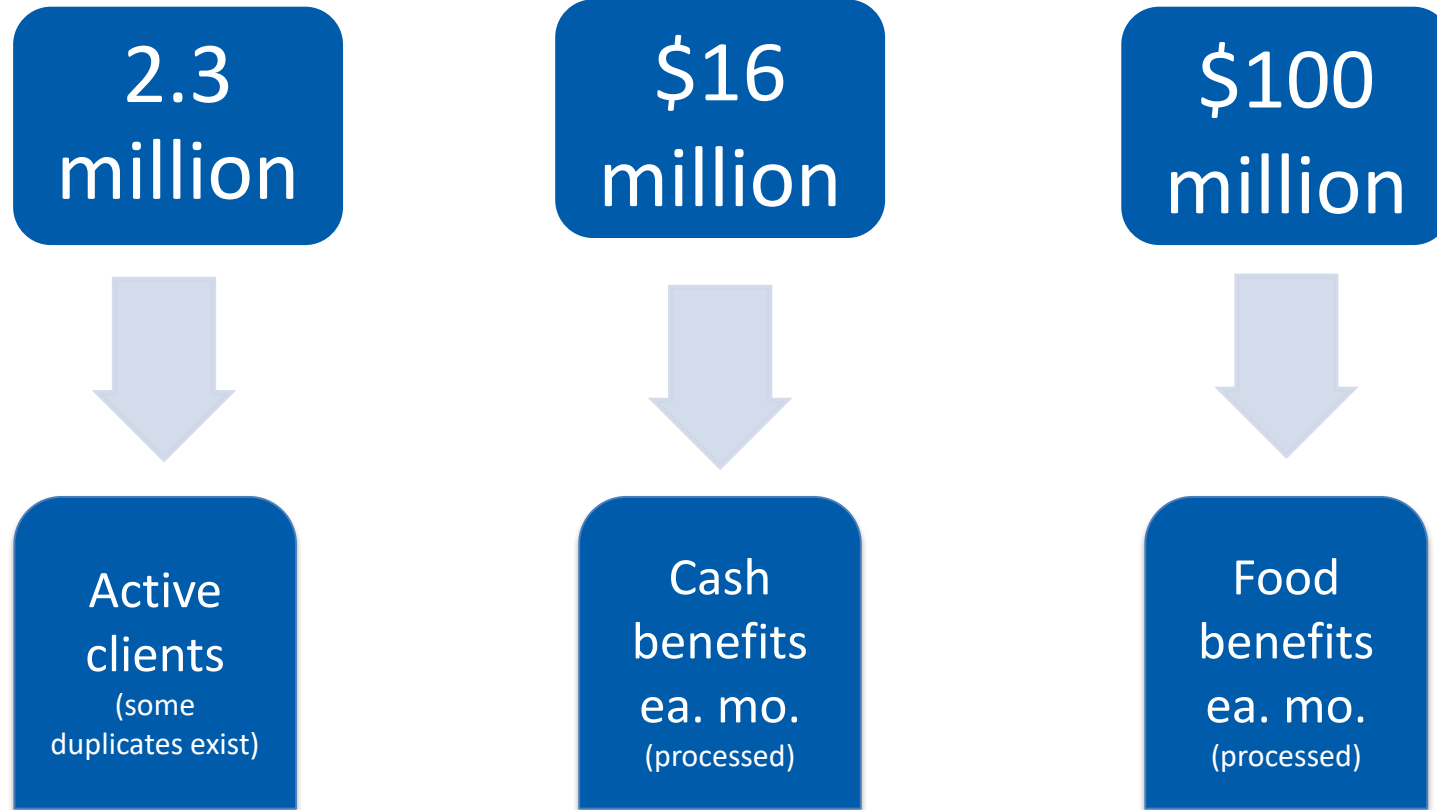 2.3
million
$16
million
$100
million
Active
clients
(some
duplicates exist)
Cash
benefits
ea. mo.
(processed)
Food
benefits
ea. mo.
(processed)